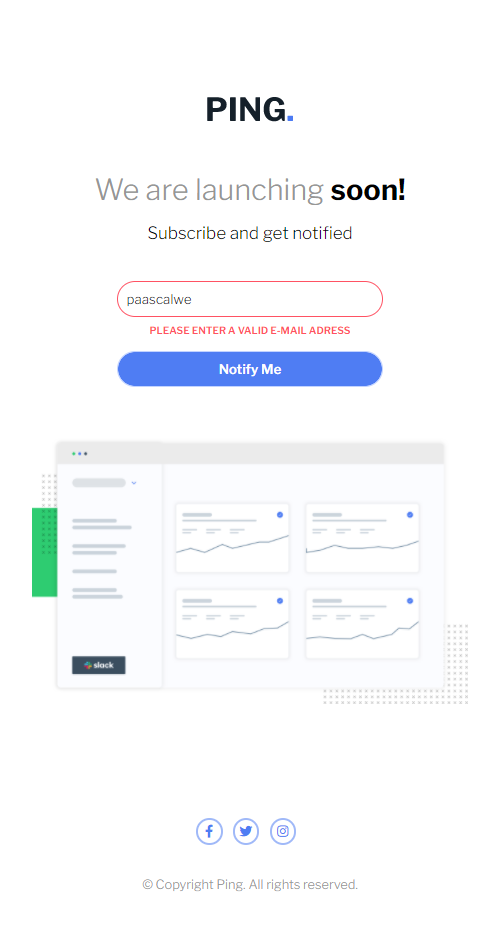 PING.
We are launching soon!
Subscribe and get notified
paascalwe
PLEASE ENTER A VALID E-MAIL ADRESS
Notify Me
slack
© Copyright Ping. All rights reserved.